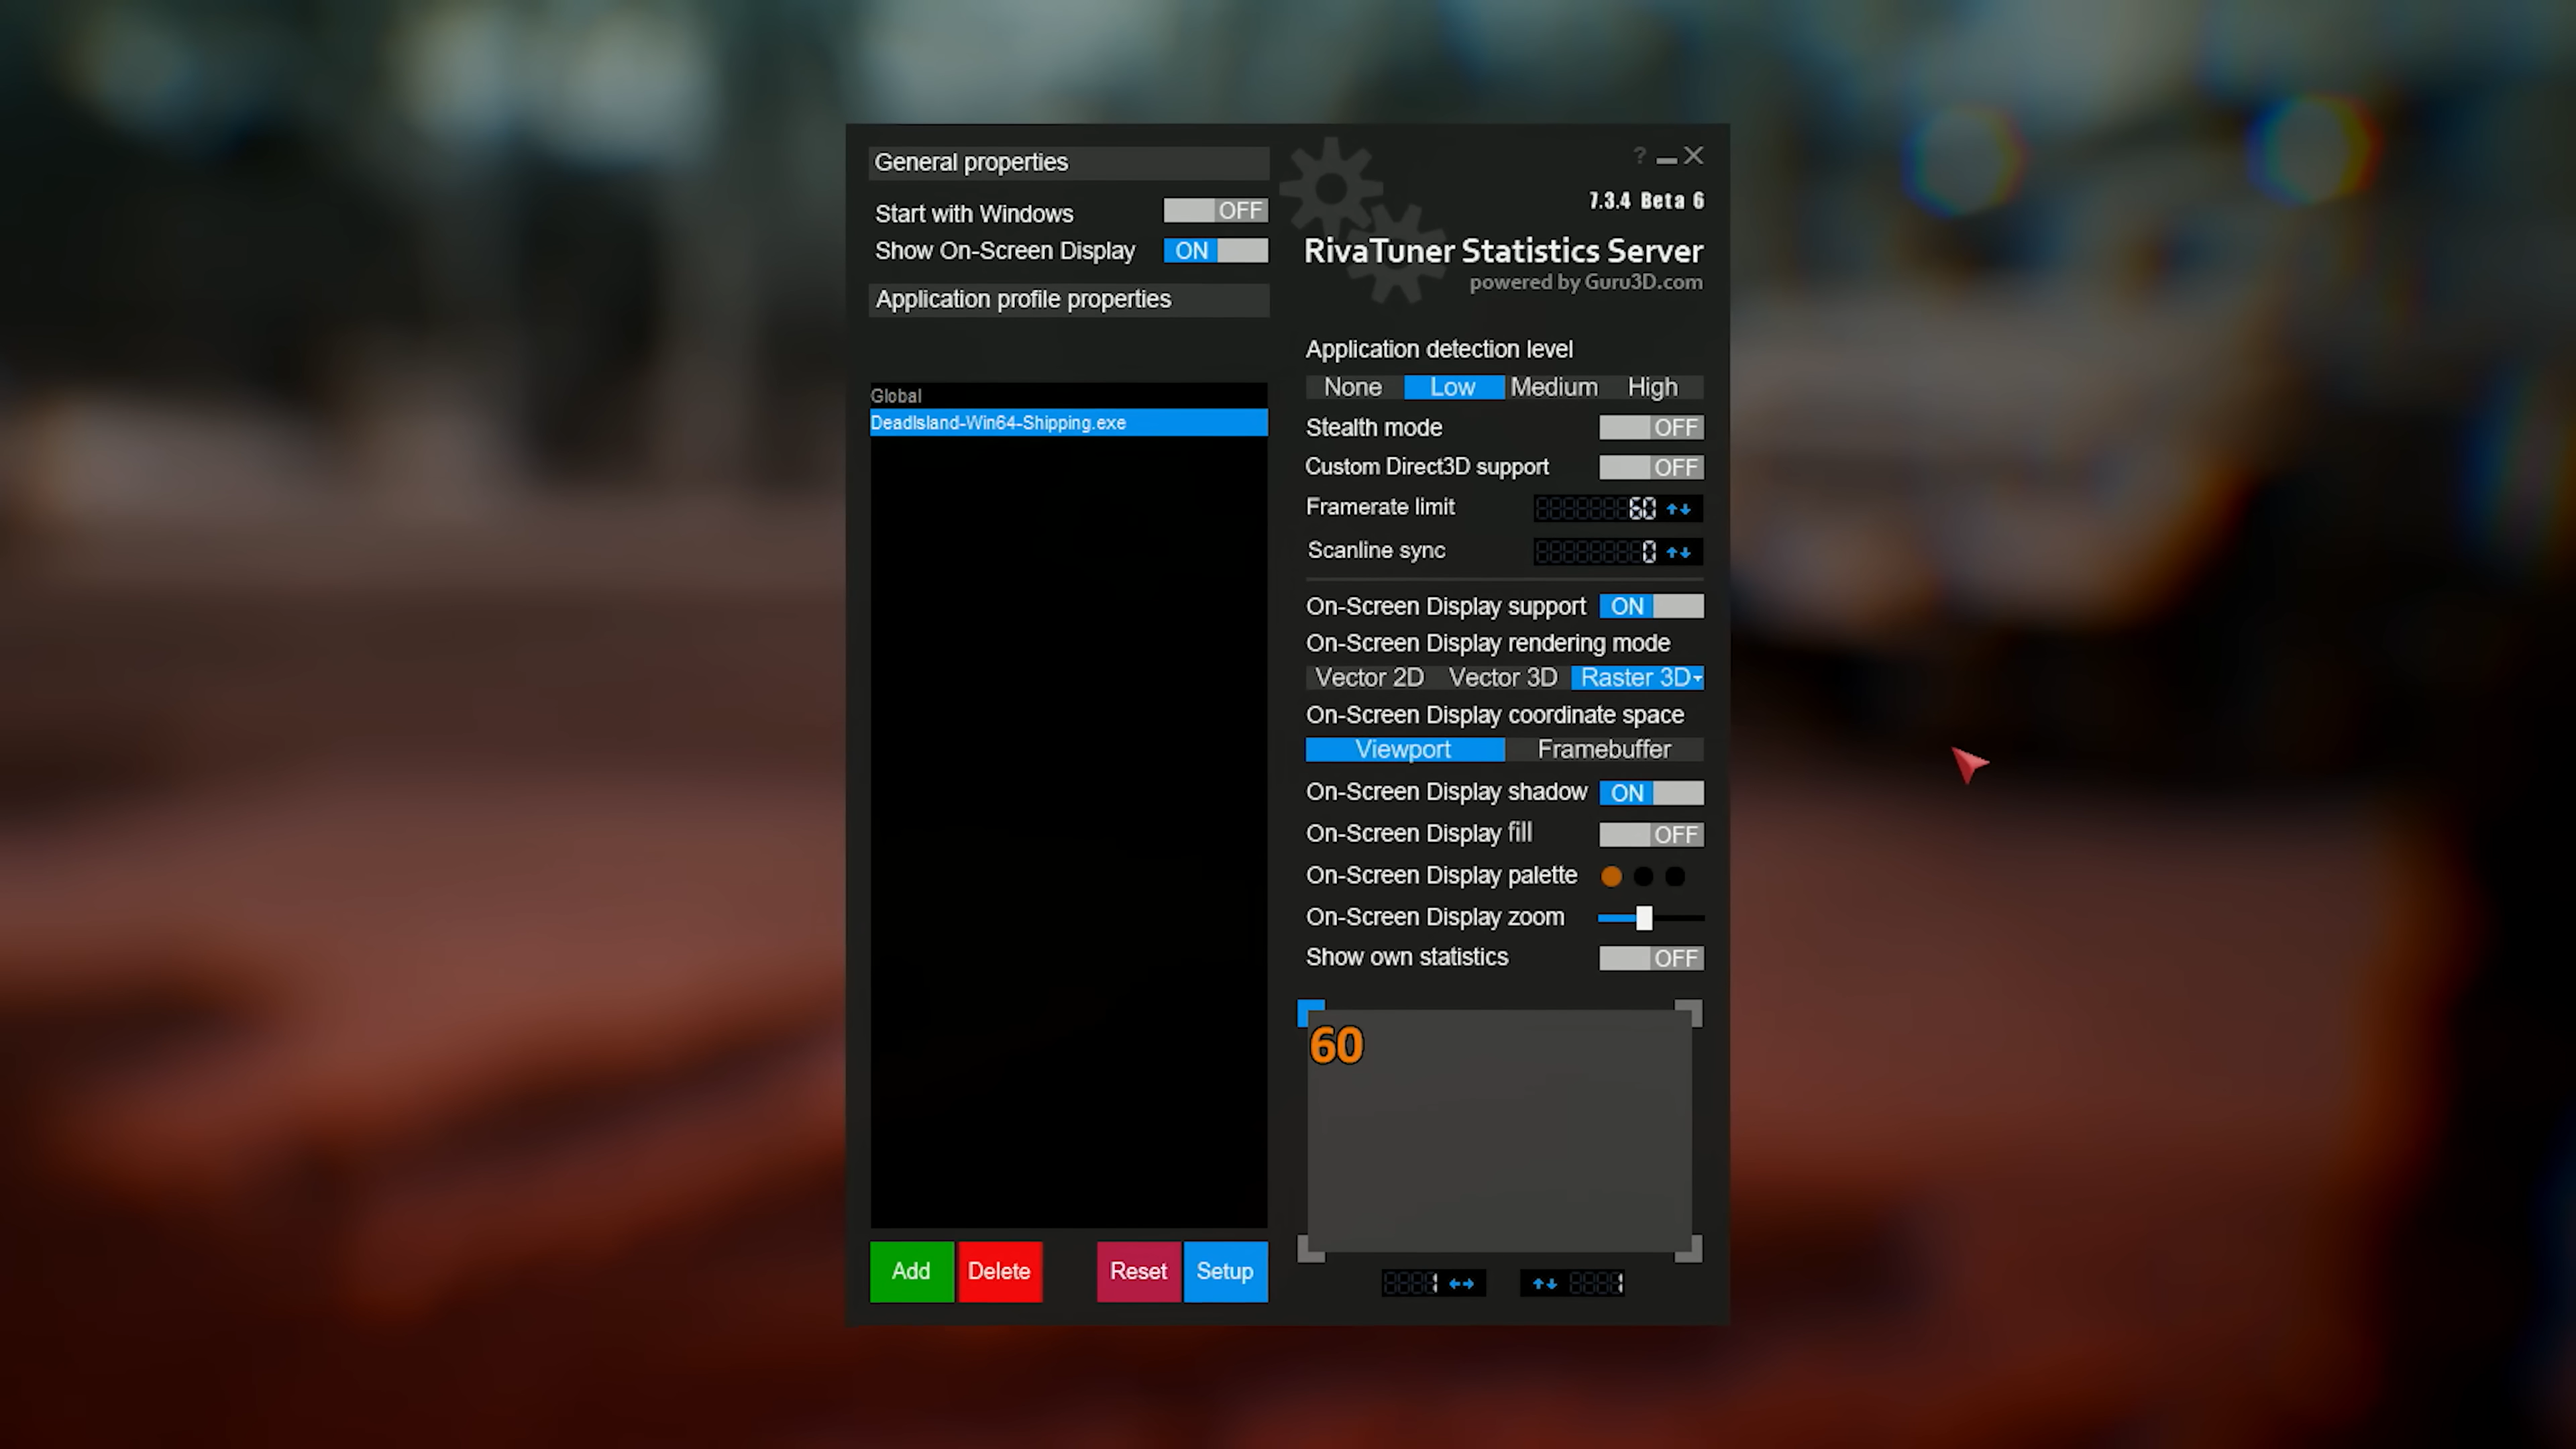 General properties
Start with Windows OFF
Show On-Screen Display ON
Application profile properties
Global
DeadIsland-Win64-Shipping.exe
Add Delete Reset Setup
?
7.3.4 Beta 6
RivaTuner Statistics Server
powered by Guru3D.com
Application detection level
None Low Medium High
Stealth mode OFF
Custom Direct3D support OFF
Framerate limit 60
Scanline sync 0
On-Screen Display support ON
On-Screen Display rendering mode
Vector 2D Vector 3D Raster 3D
On-Screen Display coordinate space
Viewport Framebuffer
On-Screen Display shadow ON
On-Screen Display fill OFF
On-Screen Display palette
On-Screen Display zoom
Show own statistics OFF
60
1 1